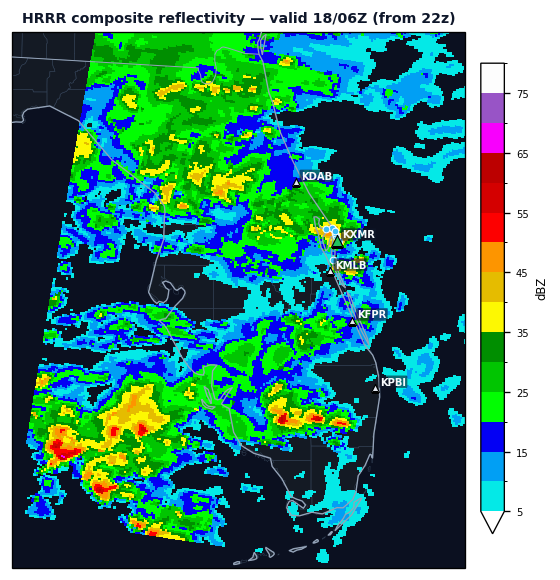 HRRR composite reflectivity — valid 18/06Z (from 22z)
KDAB
KXMR
KMLB
KFPR
KPBI
75
65
55
45
35
25
15
5
dBZ